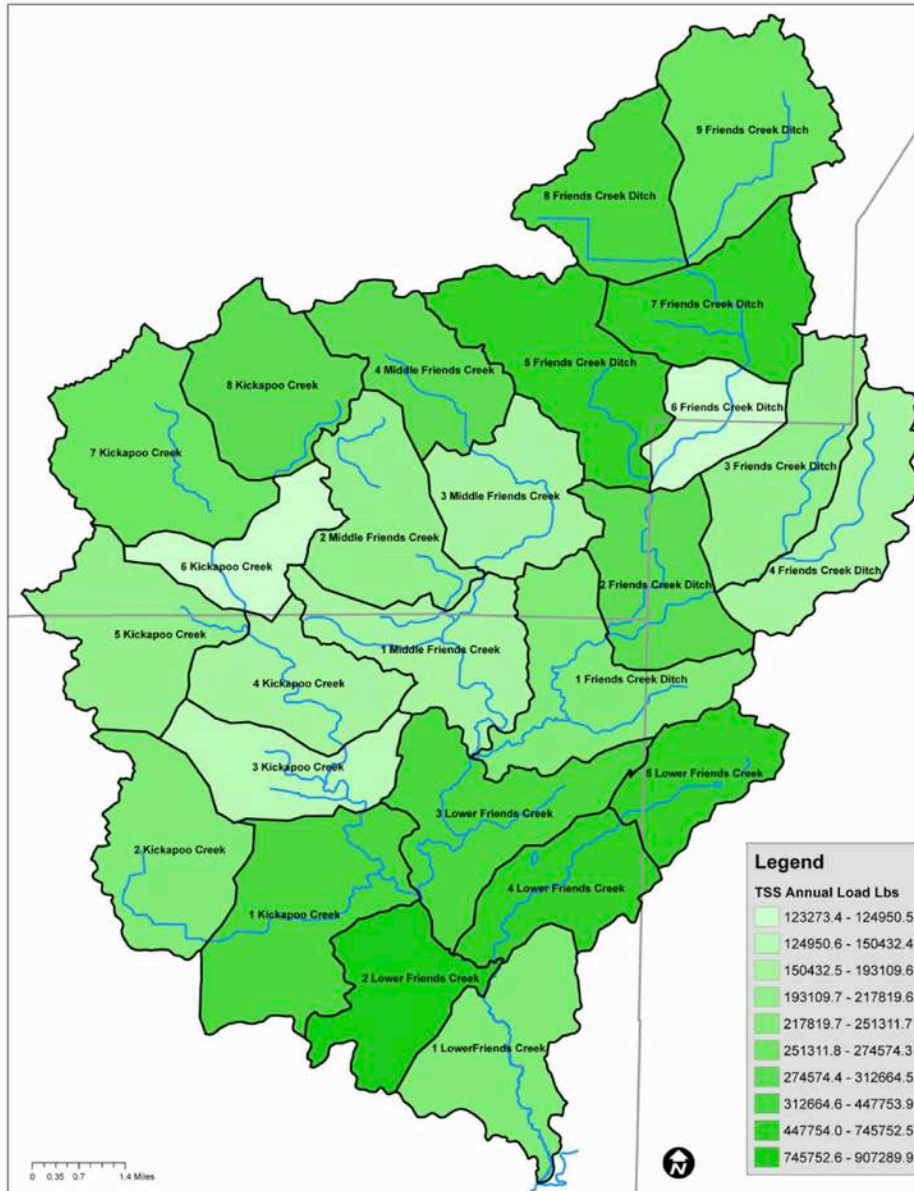 9 Friends Creek Ditch
8 Friends Creek Ditch
7 Friends Creek Ditch
5 Friends Creek Ditch
4 Middle Friends Creek
8 Kickapoo Creek
6 Friends Creek Ditch
7 Kickapoo Creek
3 Friends Creek Ditch
3 Middle Friends Creek
2 Middle Friends Creek
6 Kickapoo Creek
4 Friends Creek Ditch
2 Friends Creek Ditch
5 Kickapoo Creek
1 Middle Friends Creek
4 Kickapoo Creek
1 Friends Creek Ditch
3 Kickapoo Creek
5 Lower Friends Creek
3 Lower Friends Creek
2 Kickapoo Creek
4 Lower Friends Creek
1 Kickapoo Creek
2 Lower Friends Creek
1 LowerFriends Creek
Legend
TSS Annual Load Lbs
123273.4 - 124950.5
124950.6 - 150432.4
150432.5 - 193109.6
193109.7 - 217819.6
217819.7 - 251311.7
251311.8 - 274574.3
274574.4 - 312664.5
312664.6 - 447753.9
447754.0 - 745752.5
745752.6 - 907289.9
0 0.35 0.7 1.4 Miles
N